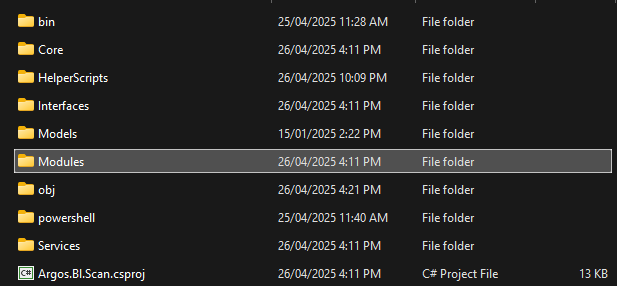 bin 25/04/2025 11:28 AM File folder
Core 26/04/2025 4:11 PM File folder
HelperScripts 26/04/2025 10:09 PM File folder
Interfaces 26/04/2025 4:11 PM File folder
Models 15/01/2025 2:22 PM File folder
Modules 26/04/2025 4:11 PM File folder
obj 26/04/2025 4:21 PM File folder
powershell 25/04/2025 11:40 AM File folder
Services 26/04/2025 4:11 PM File folder
C# Argos.BI.Scan.csproj 26/04/2025 4:11 PM C# Project File 13 KB